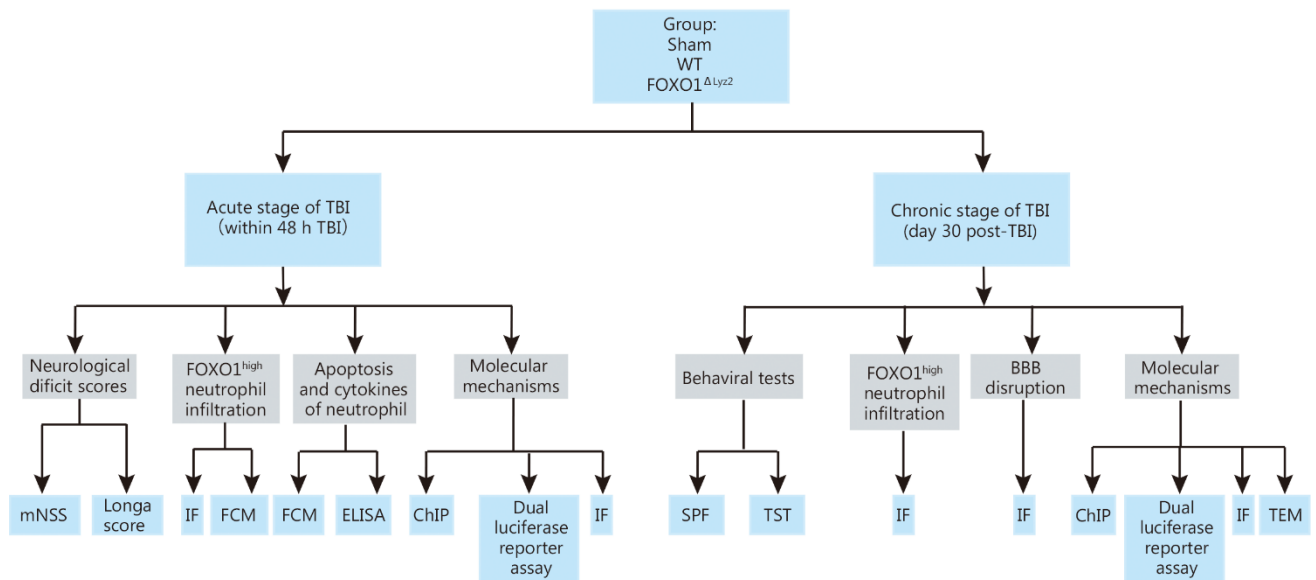 Group:
Sham
WT
FOXO1ΔLyz2
Acute stage of TBI
(within 48 h TBI)
Chronic stage of TBI
(day 30 post-TBI)
Neurological
dificit scores
FOXO1high
neutrophil
infiltration
Apoptosis
and cytokines
of neutrophil
Molecular
mechanisms
Behaviral tests
FOXO1high
neutrophil
infiltration
BBB
disruption
Molecular
mechanisms
mNSS
Longa
score
IF
FCM
FCM
ELISA
ChIP
Dual
luciferase
reporter
assay
IF
SPF
TST
IF
IF
ChIP
Dual
luciferase
reporter
assay
IF
TEM